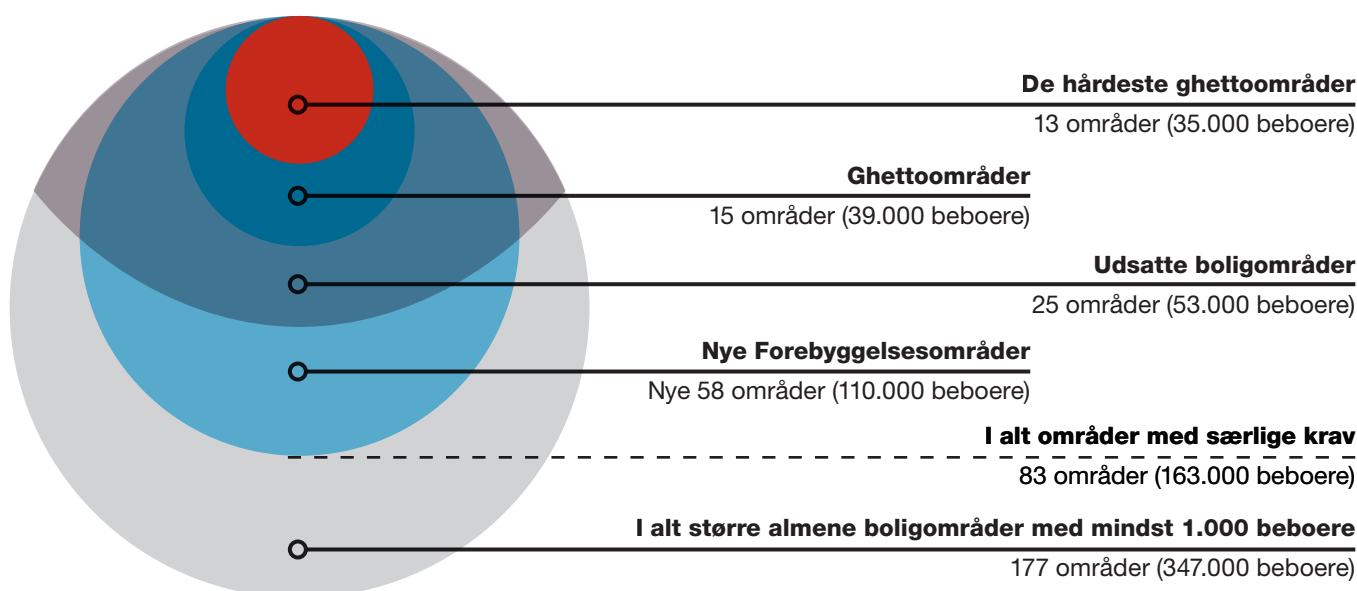 De hårdeste ghettoområder
13 områder (35.000 beboere)
Ghettoområder
15 områder (39.000 beboere)
Udsatte boligområder
25 områder (53.000 beboere)
Nye Forebyggelsesområder
Nye 58 områder (110.000 beboere)
I alt områder med særlige krav
83 områder (163.000 beboere)
I alt større almene boligområder med mindst 1.000 beboere
177 områder (347.000 beboere)